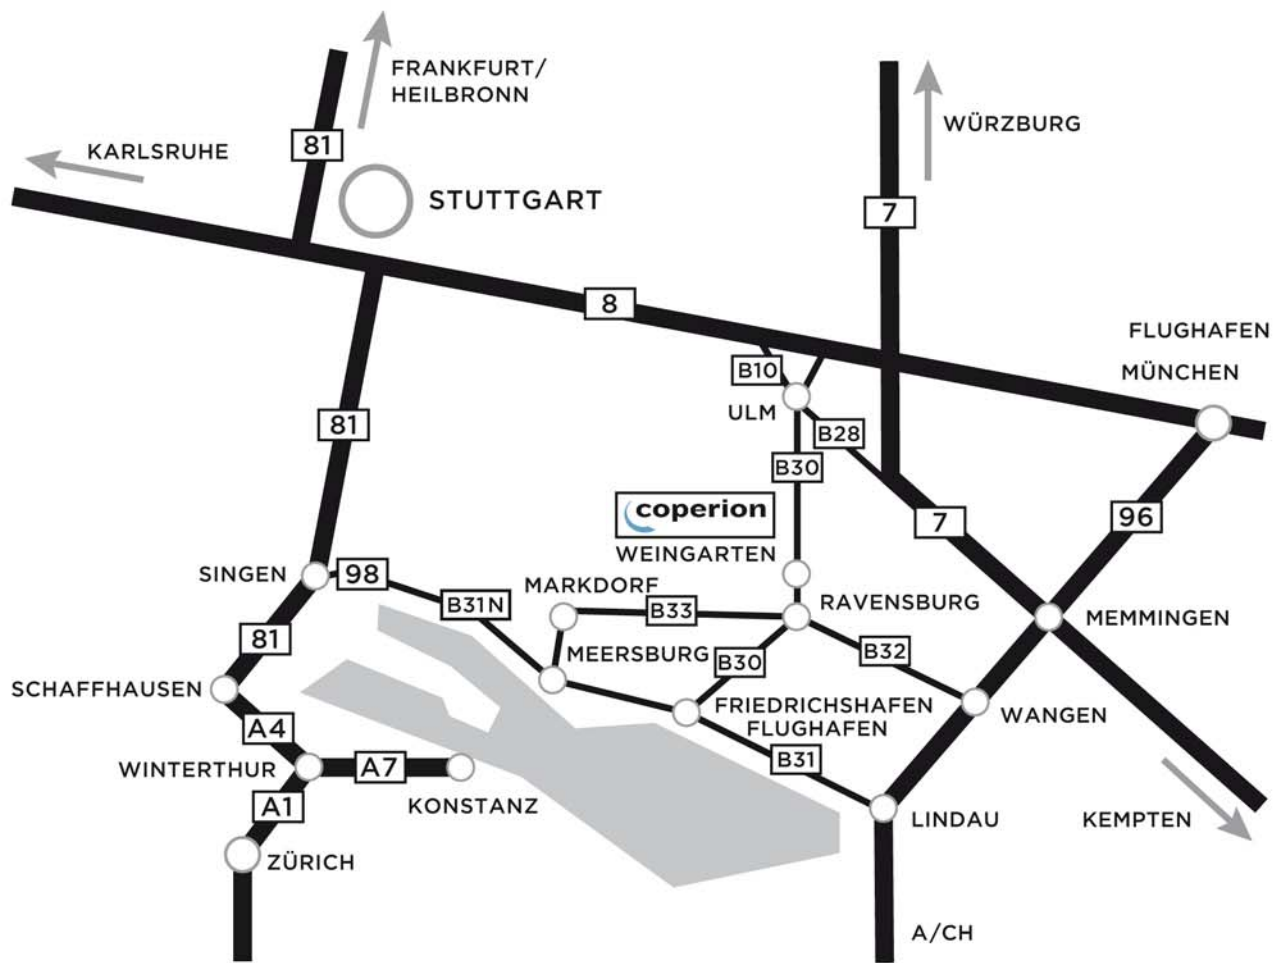 FRANKFURT/
HEILBRONN
WÜRZBURG
81
KARLSRUHE
STUTTGART
7
8
FLUGHAFEN
MÜNCHEN
B10
ULM
81
B28
B30
coperion
7
96
WEINGARTEN
SINGEN
98
MARKDORF
B31N
B33
RAVENSBURG
MEMMINGEN
81
MEERSBURG
B30
B32
SCHAFFHAUSEN
FRIEDRICHSHAFEN
FLUGHAFEN
WANGEN
A4
WINTERTHUR
A7
B31
A1
KONSTANZ
LINDAU
KEMPTEN
ZÜRICH
A/CH